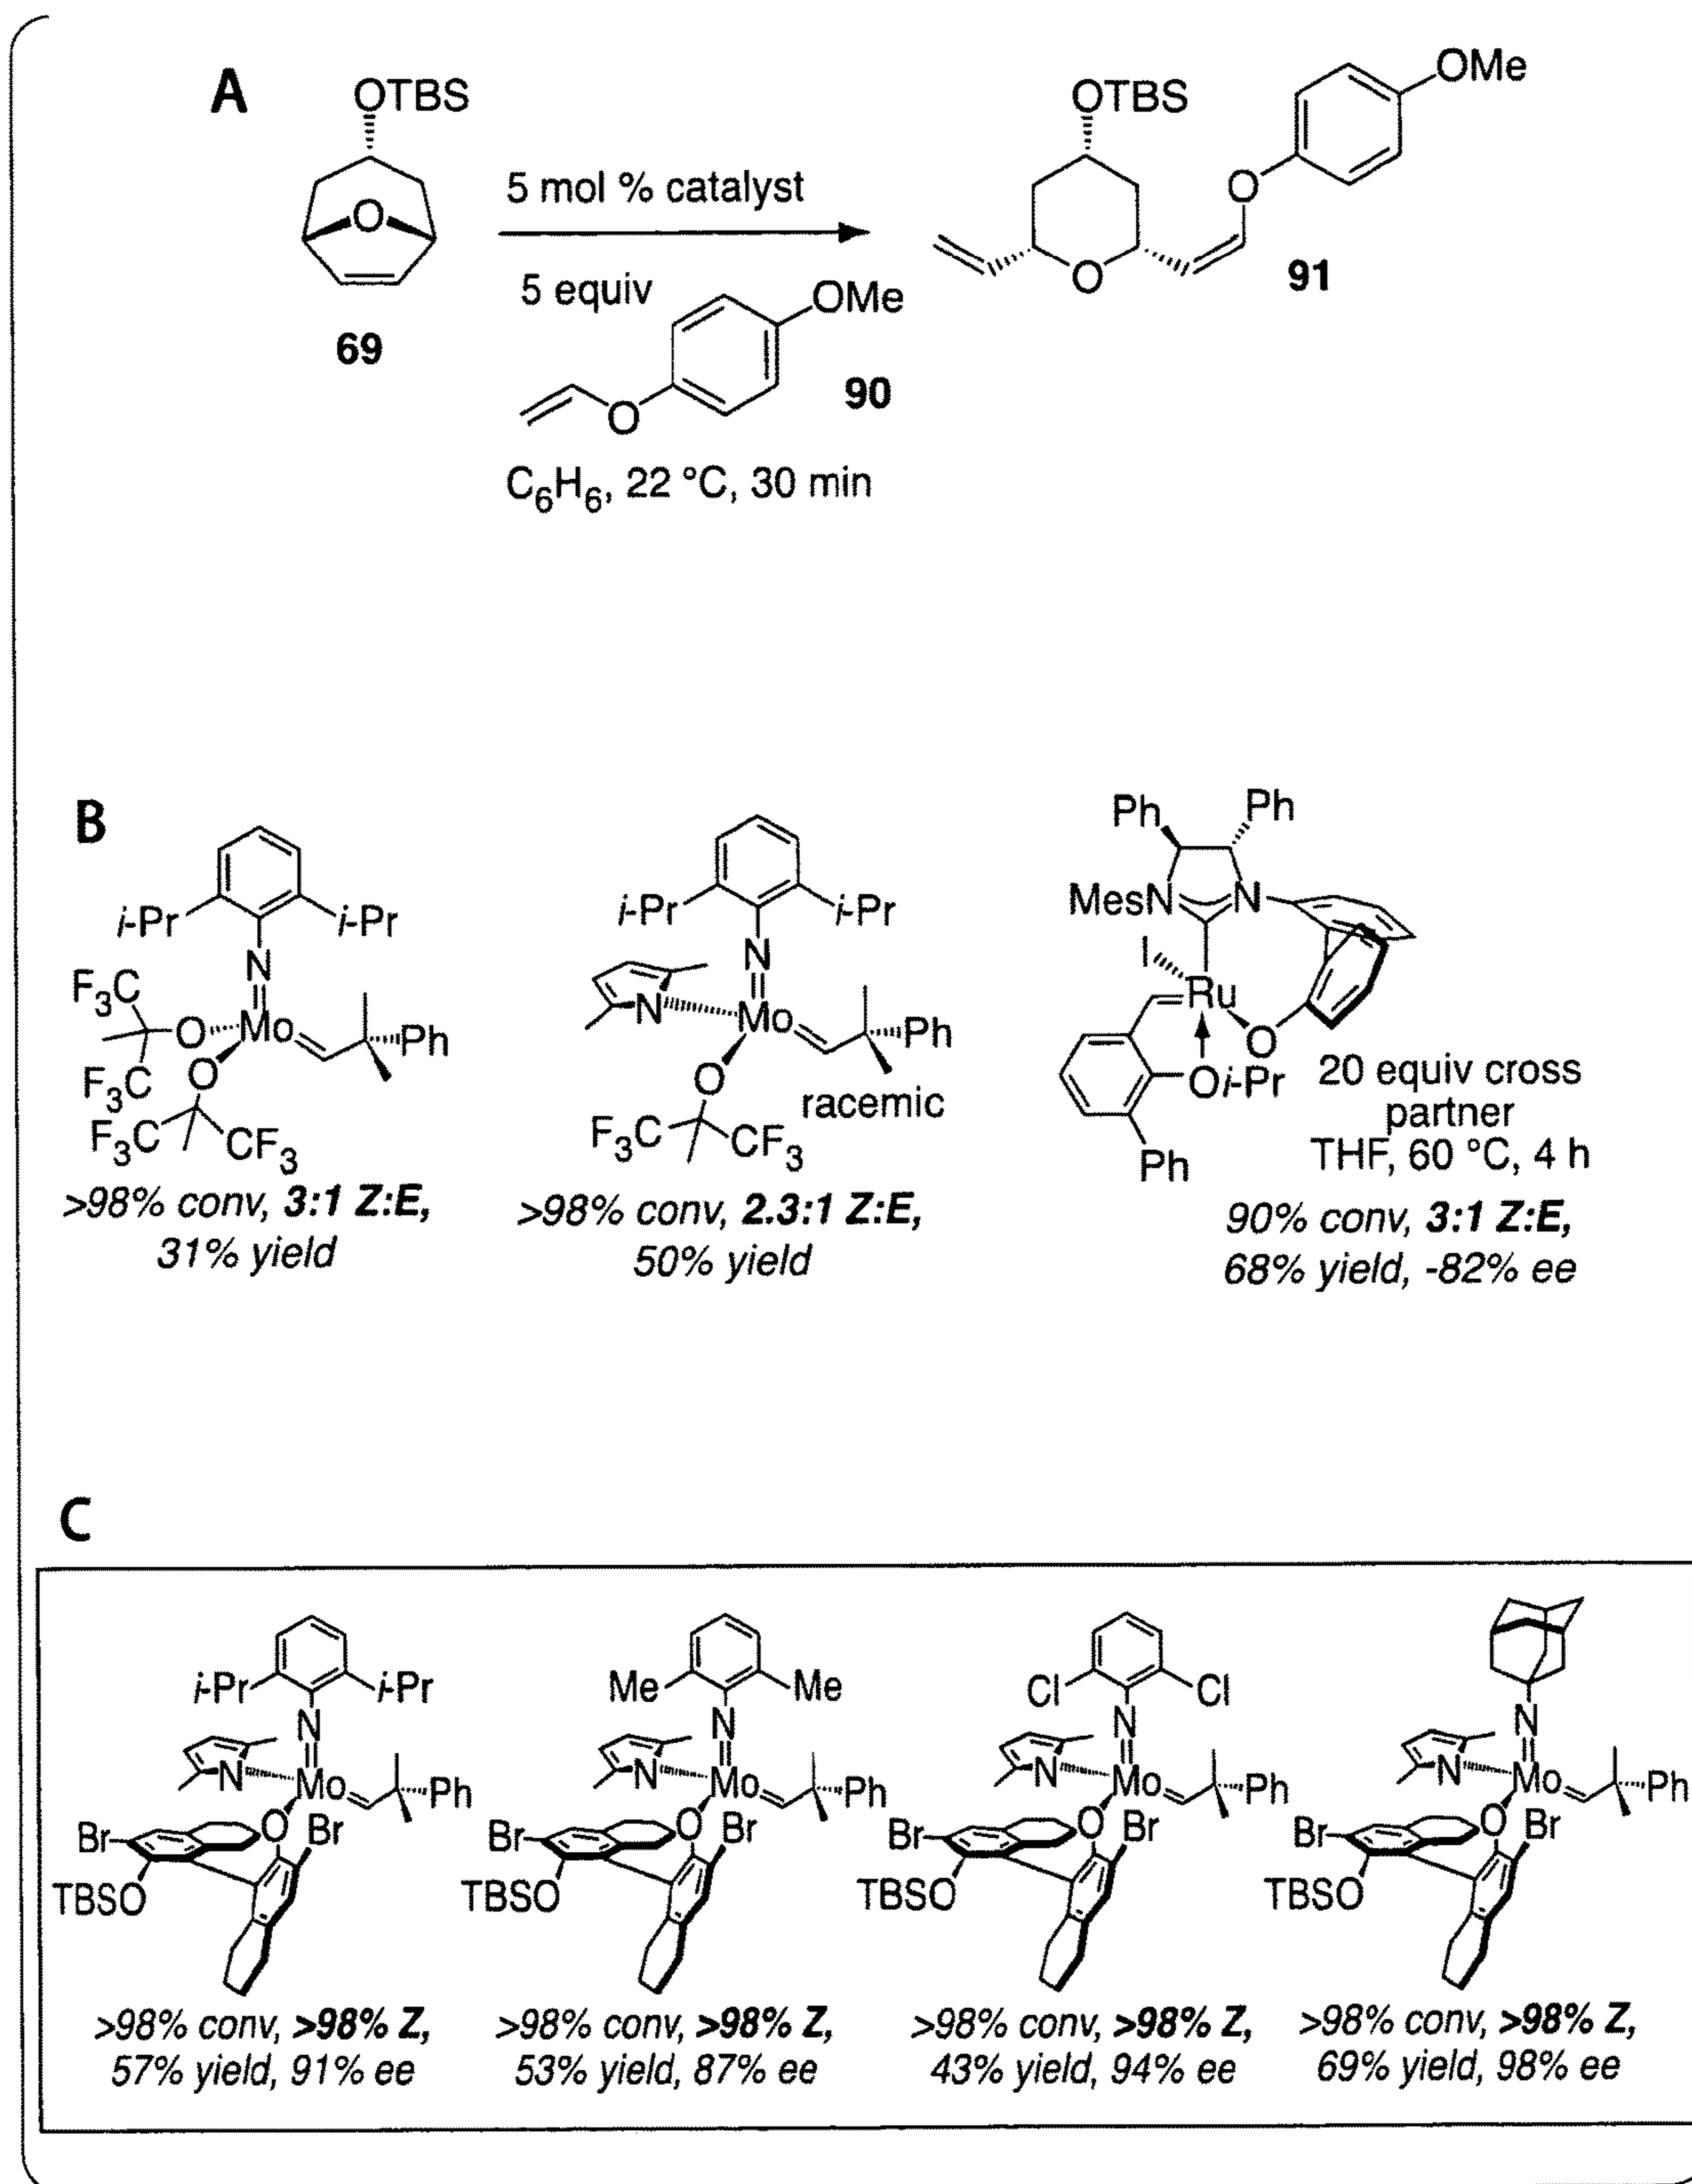 A
OTBS
O
69
5 mol % catalyst
5 equiv
OMe
O
90
C6H6, 22 °C, 30 min
OTBS
O
O
OMe
91
B
i-Pr
i-Pr
N
F3C
O
Mo
Ph
F3C
O
F3C
CF3
>98% conv, 3:1 Z:E,
31% yield
i-Pr
i-Pr
N
N
Mo
Ph
O
racemic
F3C
CF3
>98% conv, 2.3:1 Z:E,
50% yield
Ph
Ph
MesN
N
I
Ru
O
Oi-Pr
Ph
20 equiv cross
partner
THF, 60 °C, 4 h
90% conv, 3:1 Z:E,
68% yield, -82% ee
C
i-Pr
i-Pr
N
N
Mo
Ph
Br
O
Br
TBSO
>98% conv, >98% Z,
57% yield, 91% ee
Me
Me
N
N
Mo
Ph
Br
O
Br
TBSO
>98% conv, >98% Z,
53% yield, 87% ee
Cl
Cl
N
N
Mo
Ph
Br
O
Br
TBSO
>98% conv, >98% Z,
43% yield, 94% ee
N
N
Mo
Ph
Br
O
Br
TBSO
>98% conv, >98% Z,
69% yield, 98% ee